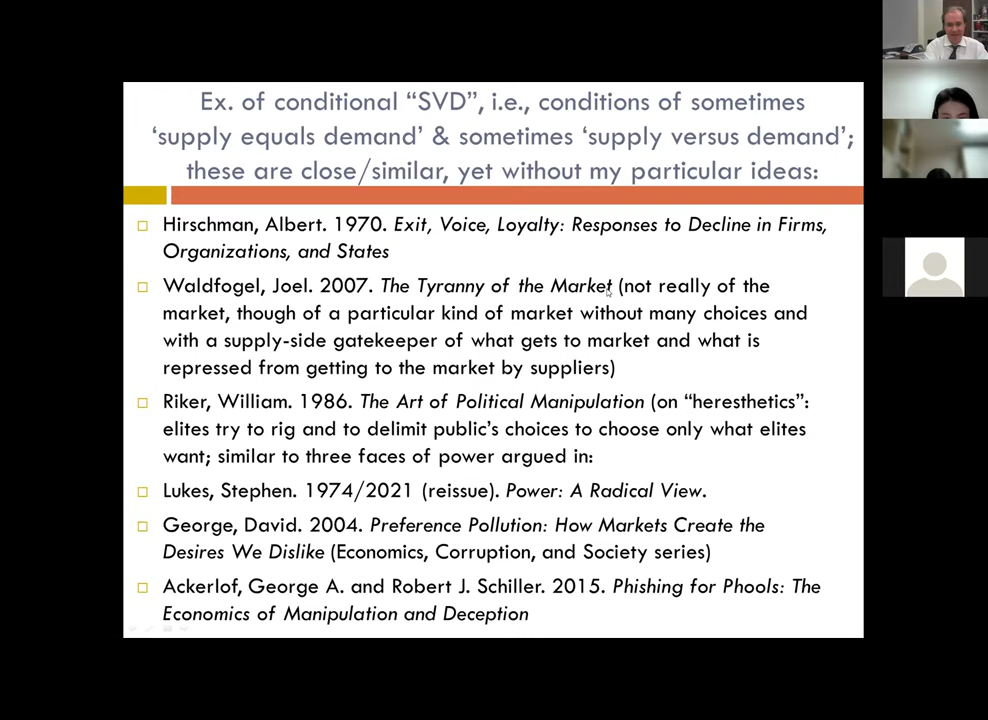 Ex. of conditional “SVD”, i.e., conditions of sometimes
‘supply equals demand’ & sometimes ‘supply versus demand’;
these are close/similar, yet without my particular ideas:
Hirschman, Albert. 1970. Exit, Voice, Loyalty: Responses to Decline in Firms,
Organizations, and States
Waldfogel, Joel. 2007. The Tyranny of the Market (not really of the
market, though of a particular kind of market without many choices and
with a supply-side gatekeeper of what gets to market and what is
repressed from getting to the market by suppliers)
Riker, William. 1986. The Art of Political Manipulation (on “heresthetics”:
elites try to rig and to delimit public’s choices to choose only what elites
want; similar to three faces of power argued in:
Lukes, Stephen. 1974/2021 (reissue). Power: A Radical View.
George, David. 2004. Preference Pollution: How Markets Create the
Desires We Dislike (Economics, Corruption, and Society series)
Ackerlof, George A. and Robert J. Schiller. 2015. Phishing for Phools: The
Economics of Manipulation and Deception